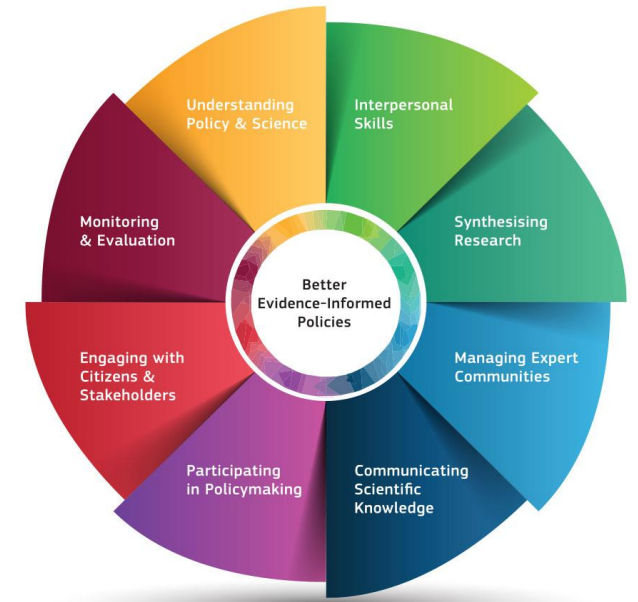 Understanding
Policy & Science
Interpersonal
Skills
Synthesising
Research
Managing Expert
Communities
Communicating
Scientific
Knowledge
Participating
in Policymaking
Engaging with
Citizens &
Stakeholders
Monitoring
& Evaluation
Better
Evidence-Informed
Policies